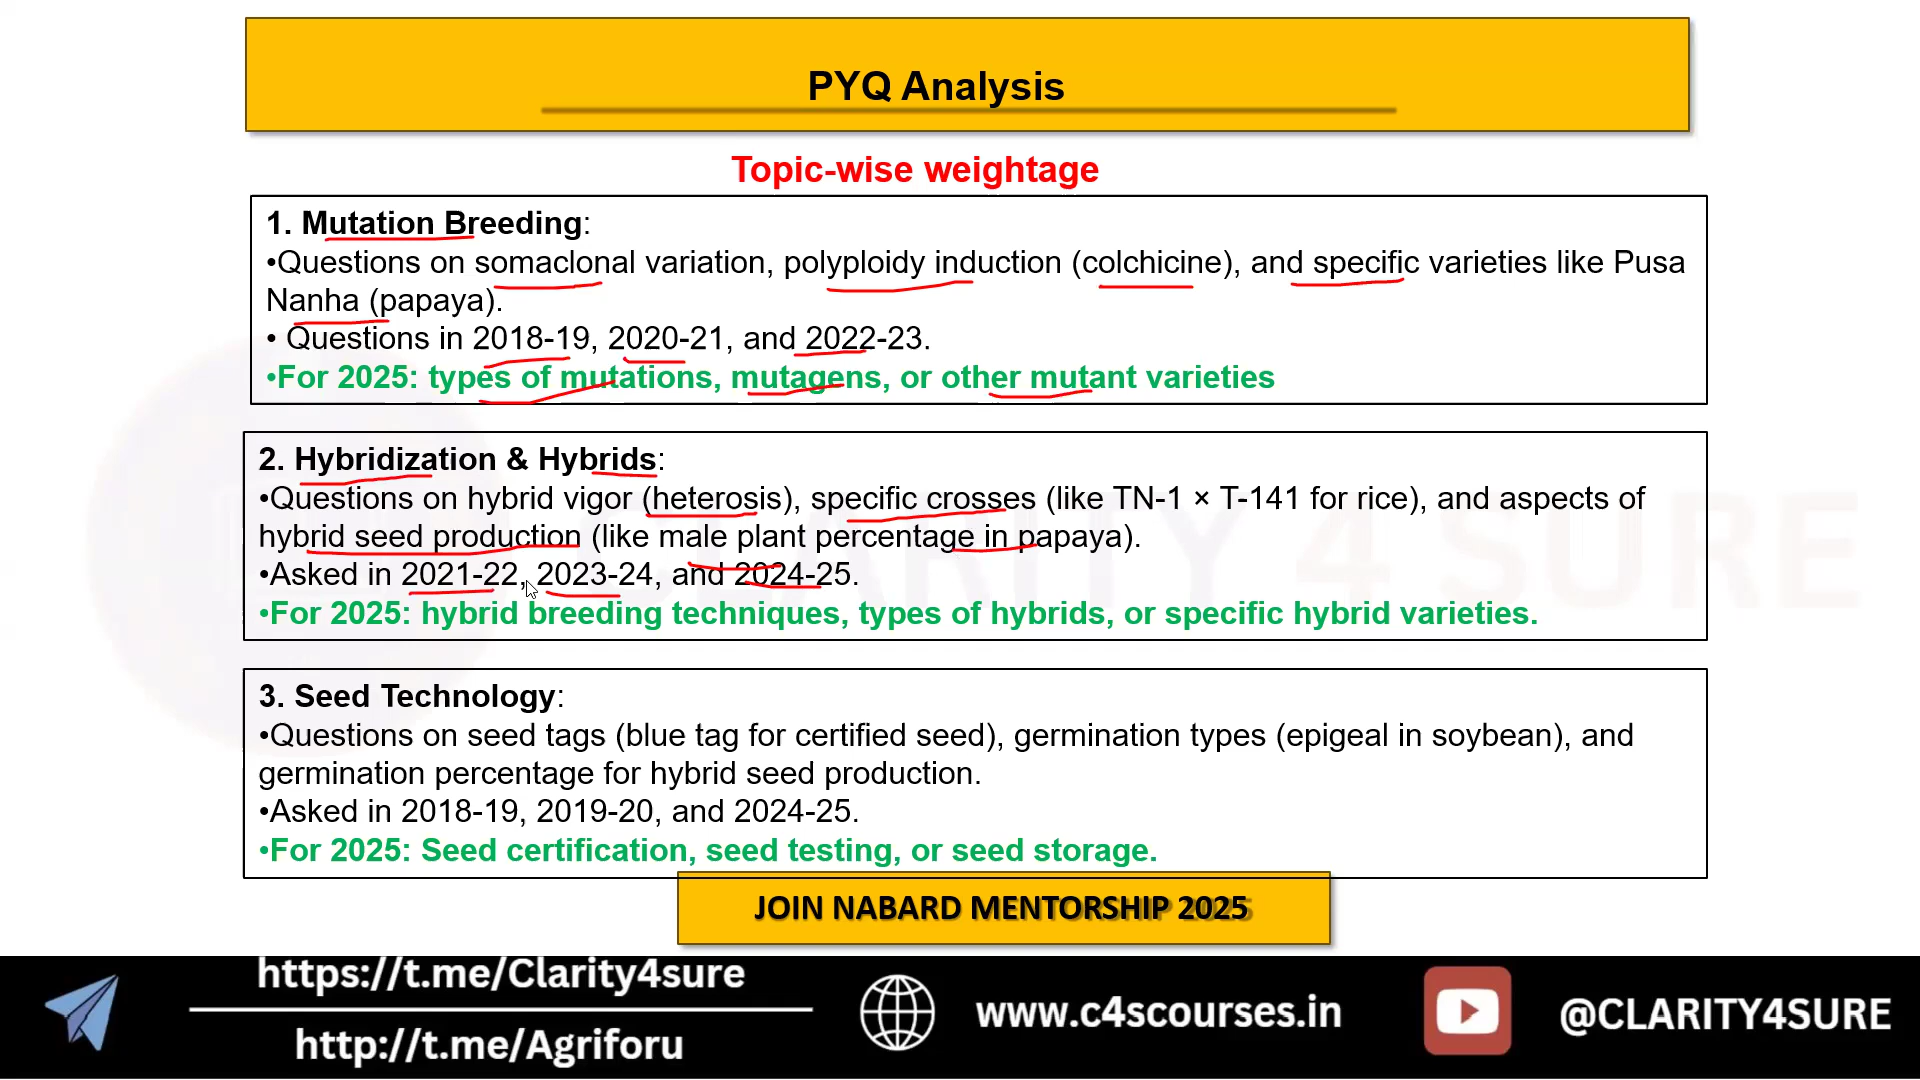 PYQ Analysis
Topic-wise weightage
1. Mutation Breeding:
•Questions on somaclonal variation, polyploidy induction (colchicine), and specific varieties like Pusa
Nanha (papaya).
• Questions in 2018-19, 2020-21, and 2022-23.
•For 2025: types of mutations, mutagens, or other mutant varieties
2. Hybridization & Hybrids:
•Questions on hybrid vigor (heterosis), specific crosses (like TN-1 × T-141 for rice), and aspects of
hybrid seed production (like male plant percentage in papaya).
•Asked in 2021-22, 2023-24, and 2024-25.
•For 2025: hybrid breeding techniques, types of hybrids, or specific hybrid varieties.
3. Seed Technology:
•Questions on seed tags (blue tag for certified seed), germination types (epigeal in soybean), and
germination percentage for hybrid seed production.
•Asked in 2018-19, 2019-20, and 2024-25.
•For 2025: Seed certification, seed testing, or seed storage.
CLARITY 4 SURE
JOIN NABARD MENTORSHIP 2025
https://t.me/Clarity4sure
http://t.me/Agriforu
www.c4scourses.in
@CLARITY4SURE